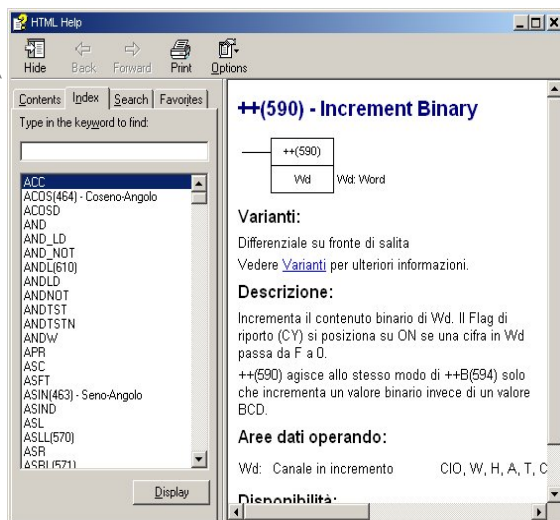 HTML Help
Hide Back Forward Print Options
Contents Index Search Favorites
Type in the keyword to find:
ACC
ACOS(464) - Coseno-Angolo
ACOSD
AND
AND_LD
AND_NOT
ANDL(610)
ANDLD
ANDNOT
ANDTST
ANDTSTN
ANDW
APR
ASC
ASFT
ASIN(463) - Seno-Angolo
ASIND
ASL
ASLL(570)
ASR
ASRL(571)
Display
++(590) - Increment Binary
++(590)
Wd Wd: Word
Varianti:
Differenziale su fronte di salita
Vedere Varianti per ulteriori informazioni.
Descrizione:
Incrementa il contenuto binario di Wd. Il Flag di
riporto (CY) si posiziona su ON se una cifra in Wd
passa da F a 0.
++(590) agisce allo stesso modo di ++B(594) solo
che incrementa un valore binario invece di un valore
BCD.
Aree dati operando:
Wd: Canale in incremento CIO, W, H, A, T, C
Disponibilità: